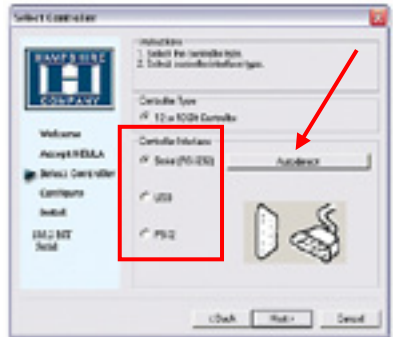 Select Controller
Instructions
1. Select the controller type.
2. Select controller interface type.
HAMPSHIRE
COMPANY
Controller Type
Controller Interface
Serial (RS-232)
Autodetect
USB
PS/2
Welcome
Accept HEULA
Select Controller
Configure
Install
< Back
Next >
Cancel